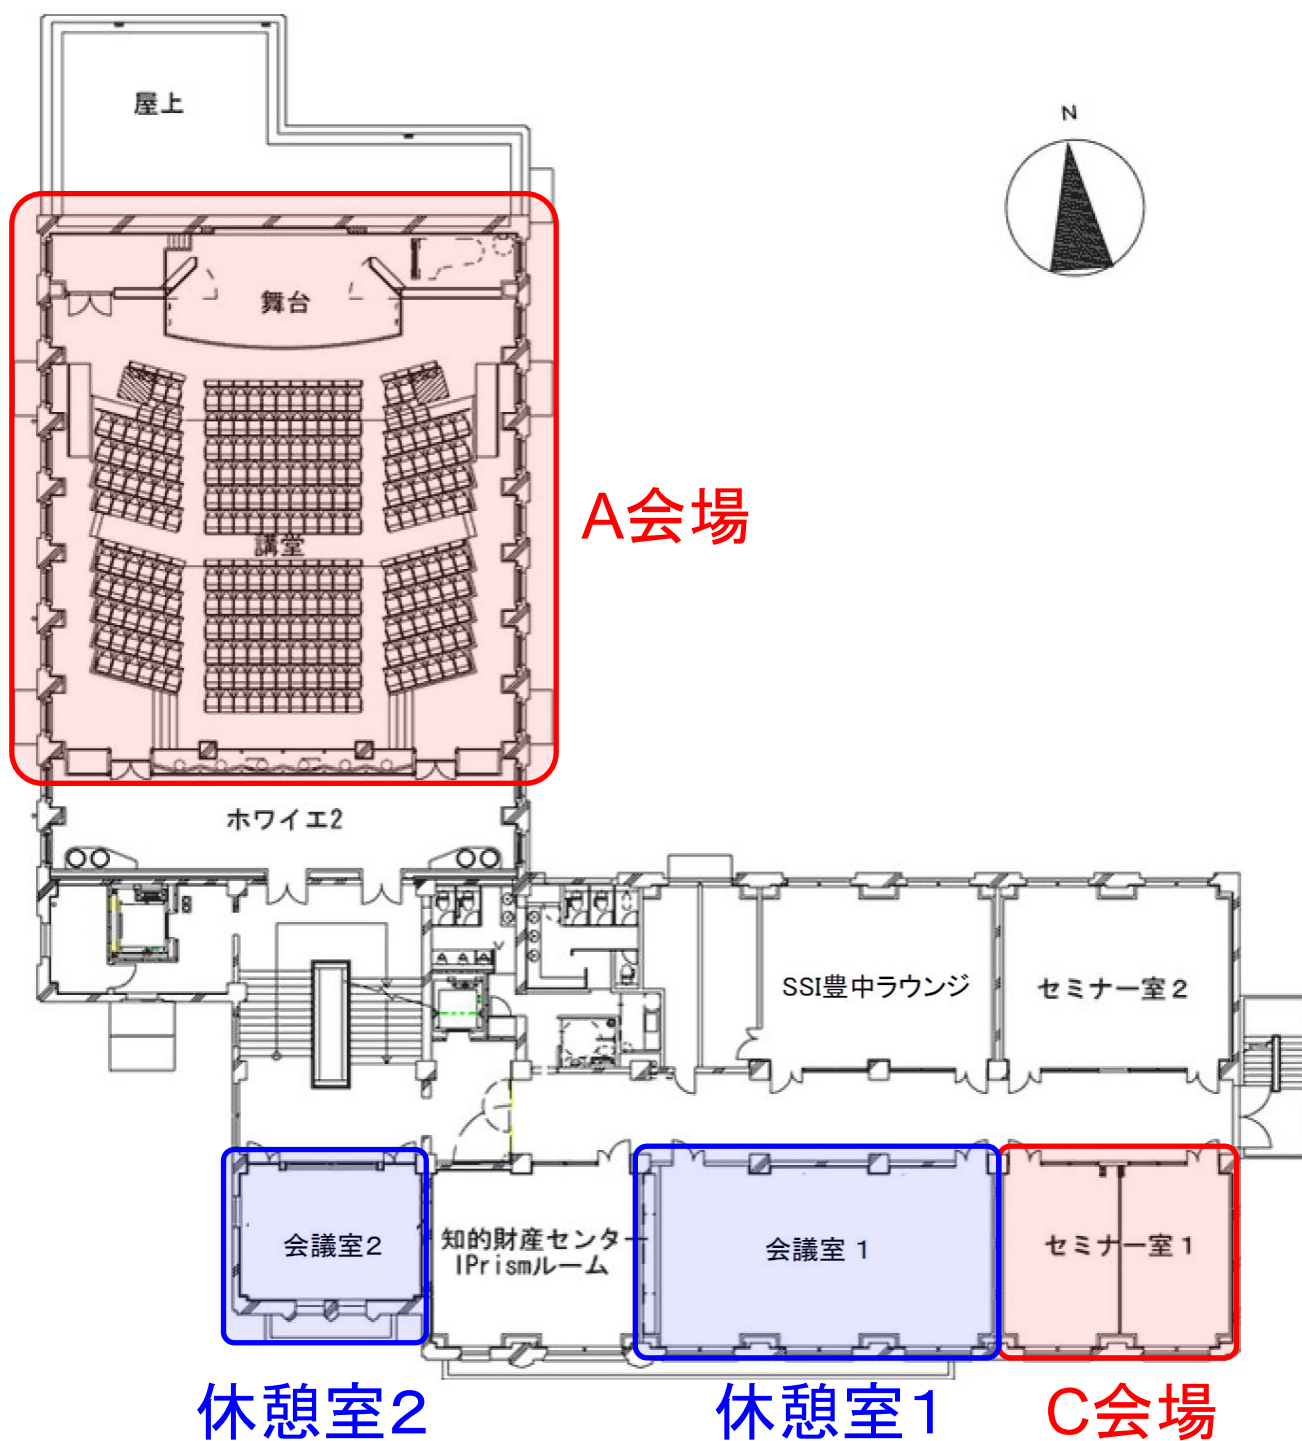 屋上
N
舞台
A会場
講堂
ホワイエ2
SSI豊中ラウンジ
セミナー室2
会議室2
知的財産センター
IPrismルーム
会議室 1
セミナー室1
休憩室2
休憩室1
C会場